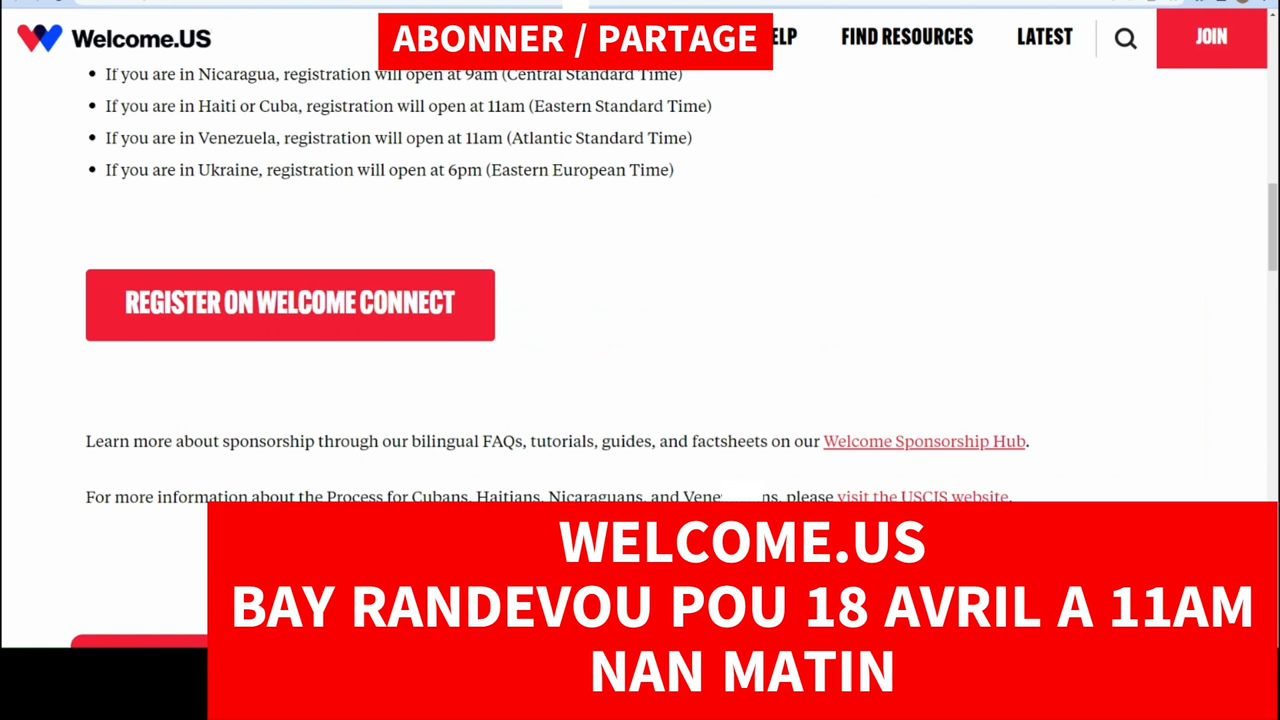 Welcome.US
ABONNER / PARTAGE
FIND RESOURCES
LATEST
JOIN
• If you are in Nicaragua, registration will open at 9am (Central Standard Time)
• If you are in Haiti or Cuba, registration will open at 11am (Eastern Standard Time)
• If you are in Venezuela, registration will open at 11am (Atlantic Standard Time)
• If you are in Ukraine, registration will open at 6pm (Eastern European Time)
REGISTER ON WELCOME CONNECT
Learn more about sponsorship through our bilingual FAQs, tutorials, guides, and factsheets on our Welcome Sponsorship Hub.
For more information about the Process for Cubans, Haitians, Nicaraguans, and please visit the USCIS website.
WELCOME.US
BAY RANDEVOU POU 18 AVRIL A 11AM
NAN MATIN